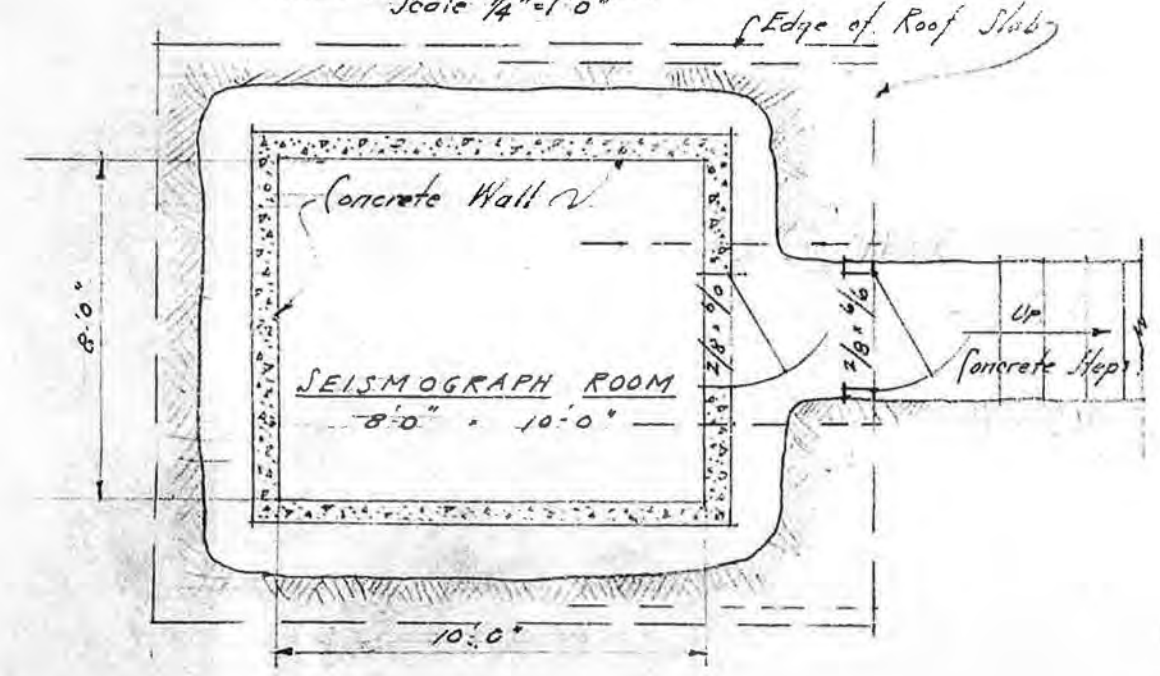 Scale 1/4"=1'-0"
Edge of Roof Slab
Concrete Wall
8'-0"
2/8 × 6/0
2/8 × 6/6
UP
Concrete Steps
SEISMOGRAPH ROOM
8'-0" × 10'-0"
10'-0"